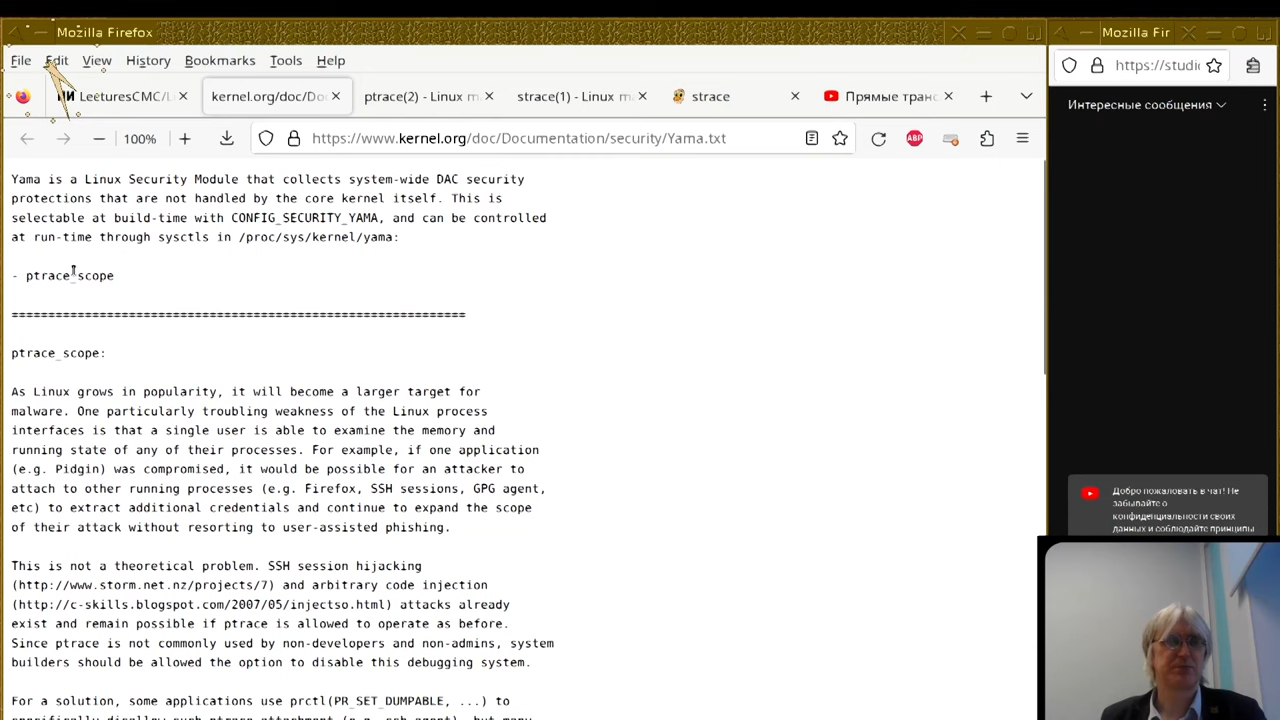 Mozilla Firefox
Mozilla Fir
File Edit View History Bookmarks Tools Help
https://studi
LecturesCMC/L
kernel.org/doc/Do
ptrace(2) - Linux m
strace(1) - Linux ma
strace
Прямые транс
Интересные сообщения
100%
https://www.kernel.org/doc/Documentation/security/Yama.txt
ABP
Yama is a Linux Security Module that collects system-wide DAC security
protections that are not handled by the core kernel itself. This is
selectable at build-time with CONFIG_SECURITY_YAMA, and can be controlled
at run-time through sysctls in /proc/sys/kernel/yama:
- ptrace_scope
==============================================================
ptrace_scope:
As Linux grows in popularity, it will become a larger target for
malware. One particularly troubling weakness of the Linux process
interfaces is that a single user is able to examine the memory and
running state of any of their processes. For example, if one application
(e.g. Pidgin) was compromised, it would be possible for an attacker to
attach to other running processes (e.g. Firefox, SSH sessions, GPG agent,
etc) to extract additional credentials and continue to expand the scope
of their attack without resorting to user-assisted phishing.
This is not a theoretical problem. SSH session hijacking
(http://www.storm.net.nz/projects/7) and arbitrary code injection
(http://c-skills.blogspot.com/2007/05/injectso.html) attacks already
exist and remain possible if ptrace is allowed to operate as before.
Since ptrace is not commonly used by non-developers and non-admins, system
builders should be allowed the option to disable this debugging system.
For a solution, some applications use prctl(PR_SET_DUMPABLE, ...) to
specifically disallow such ptrace attachment (e.g. ssh-agent), but many
Добро пожаловать в чат! Не
забывайте о
конфиденциальности своих
данных и соблюдайте принципы